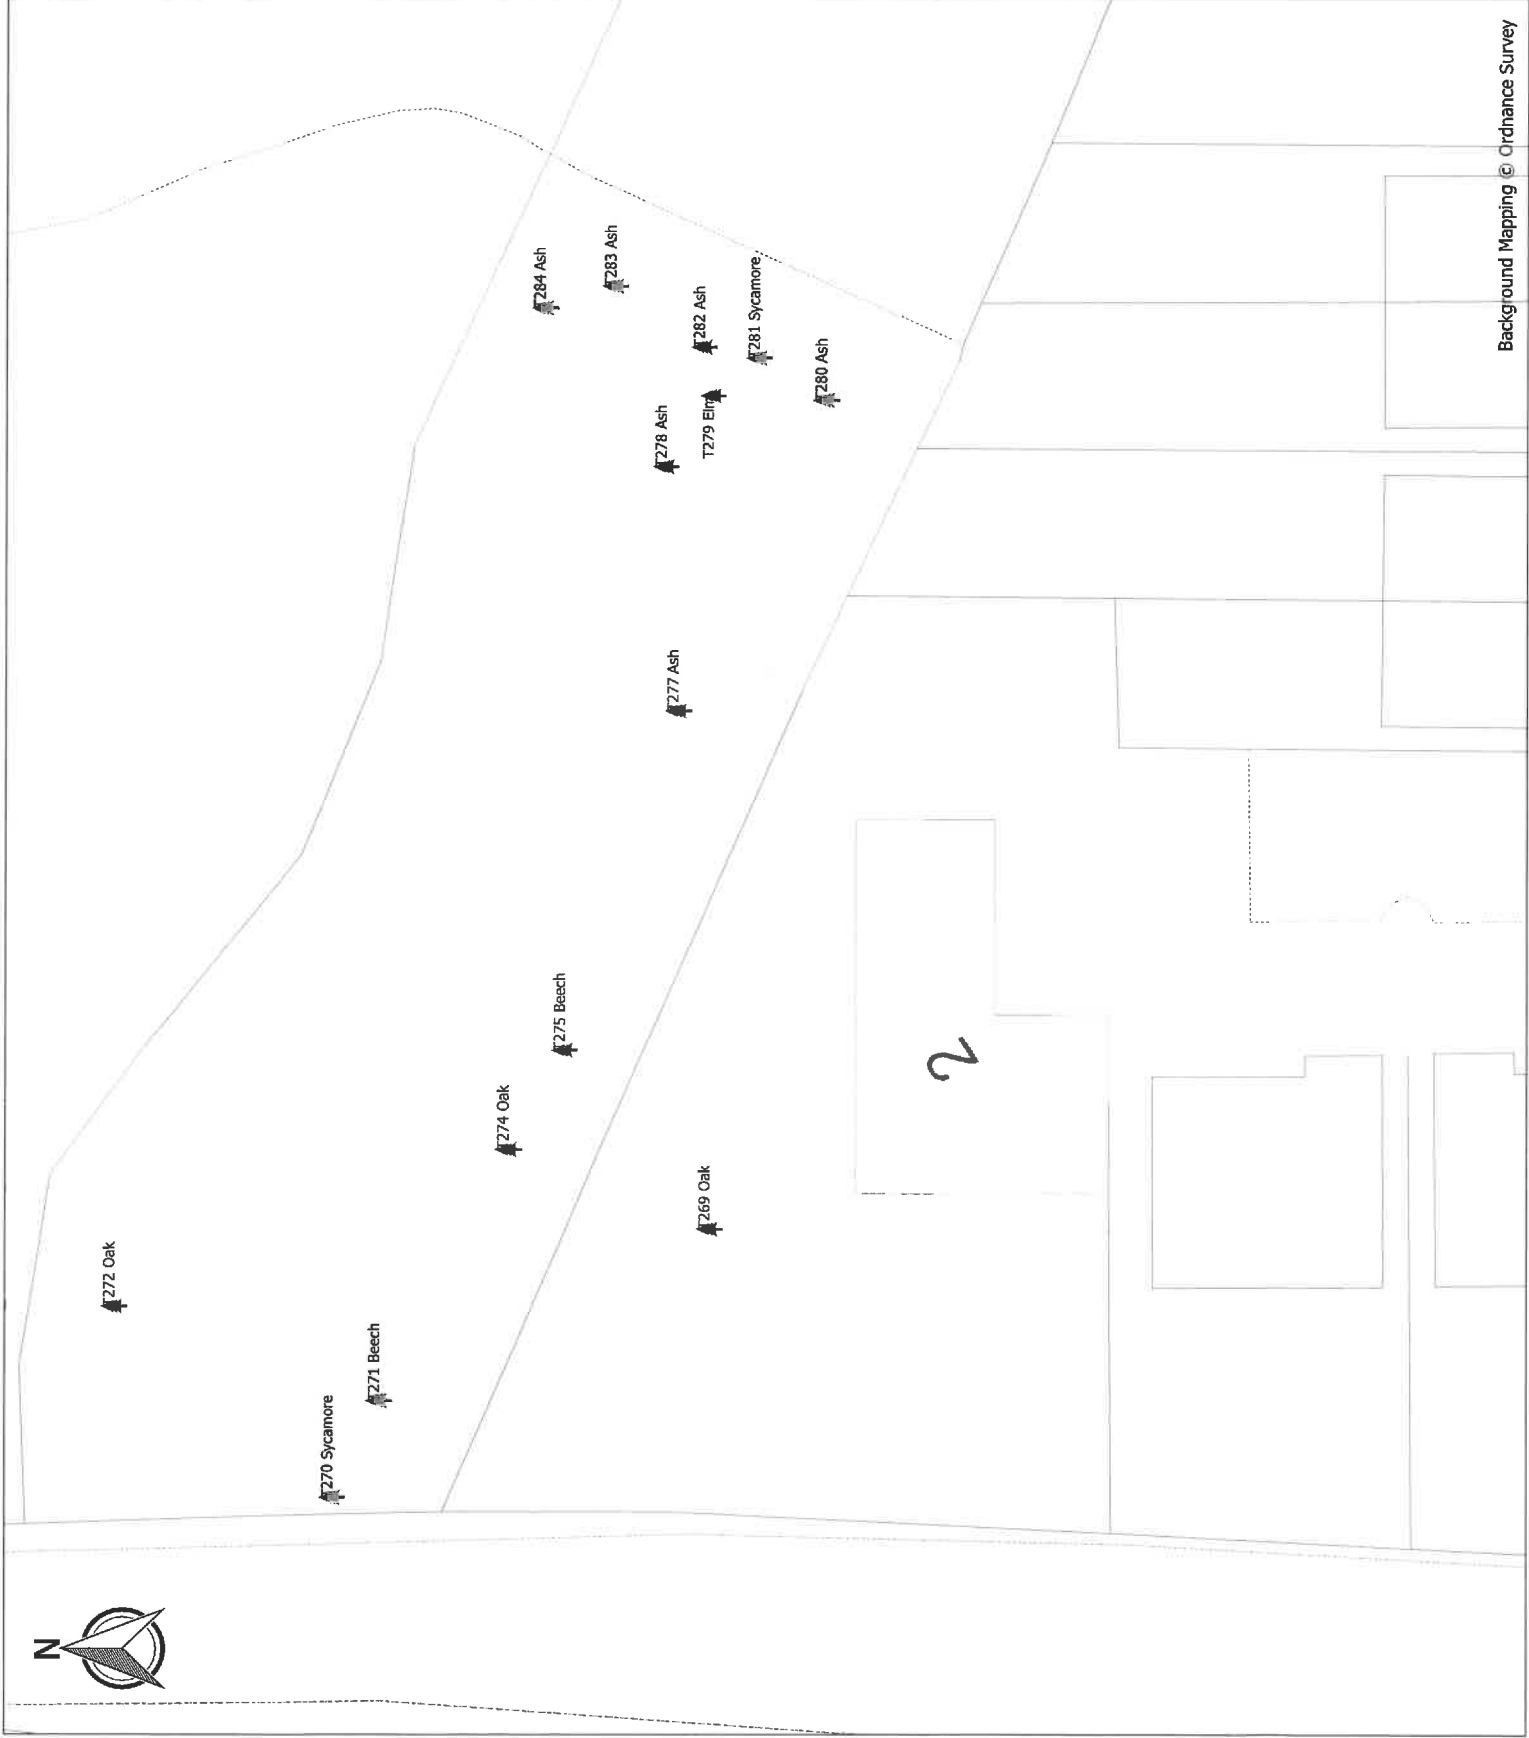 N
T272 Oak
T270 Sycamore
T271 Beech
T274 Oak
T284 Ash
T275 Beech
T283 Ash
T278 Ash
T277 Ash
T282 Ash
T269 Oak
T279 Elm
T281 Sycamore
T280 Ash
2
Background Mapping © Ordnance Survey